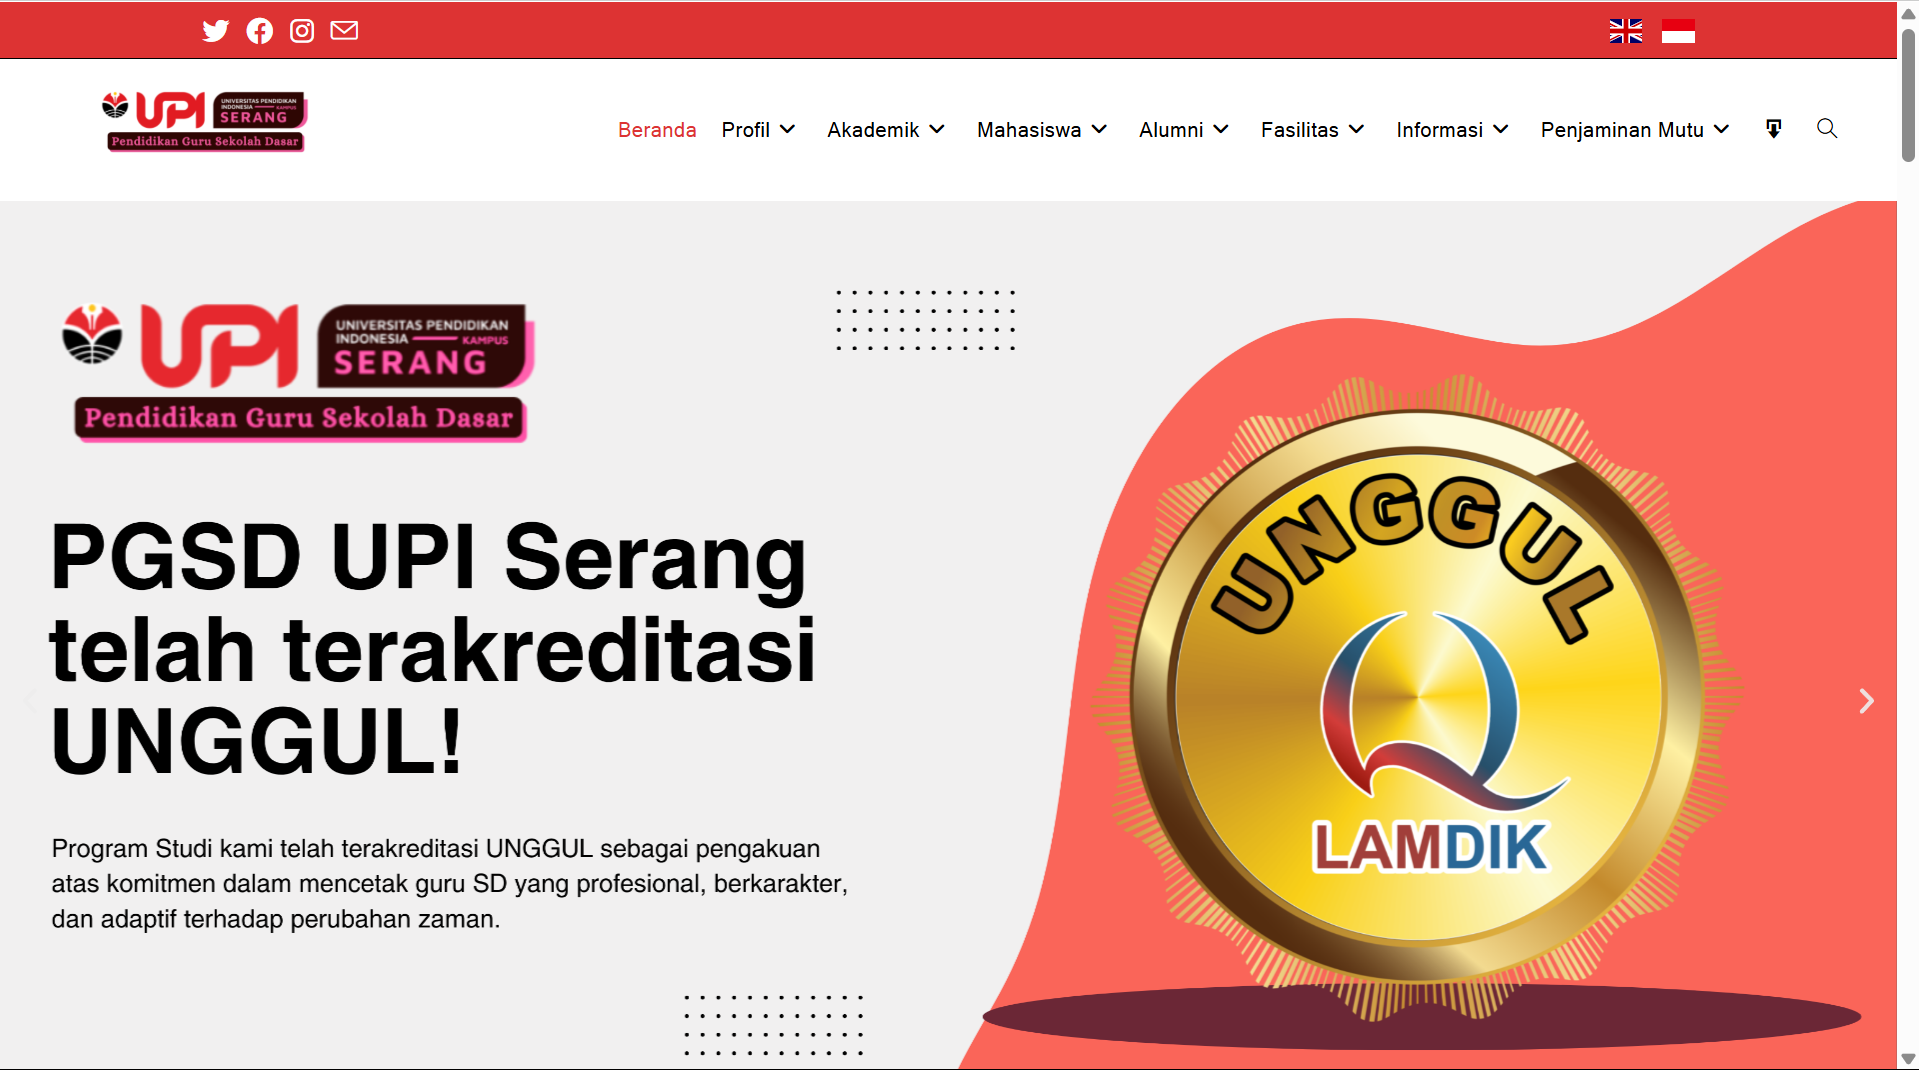 UPI UNIVERSITAS PENDIDIKAN
INDONESIA KAMPUS
SERANG
Pendidikan Guru Sekolah Dasar
Beranda Profil Akademik Mahasiswa Alumni Fasilitas Informasi Penjaminan Mutu
UPI UNIVERSITAS PENDIDIKAN
INDONESIA KAMPUS
SERANG
Pendidikan Guru Sekolah Dasar
PGSD UPI Serang
telah terakreditasi
UNGGUL!
Program Studi kami telah terakreditasi UNGGUL sebagai pengakuan
atas komitmen dalam mencetak guru SD yang profesional, berkarakter,
dan adaptif terhadap perubahan zaman.
UNGGUL
LAMDIK